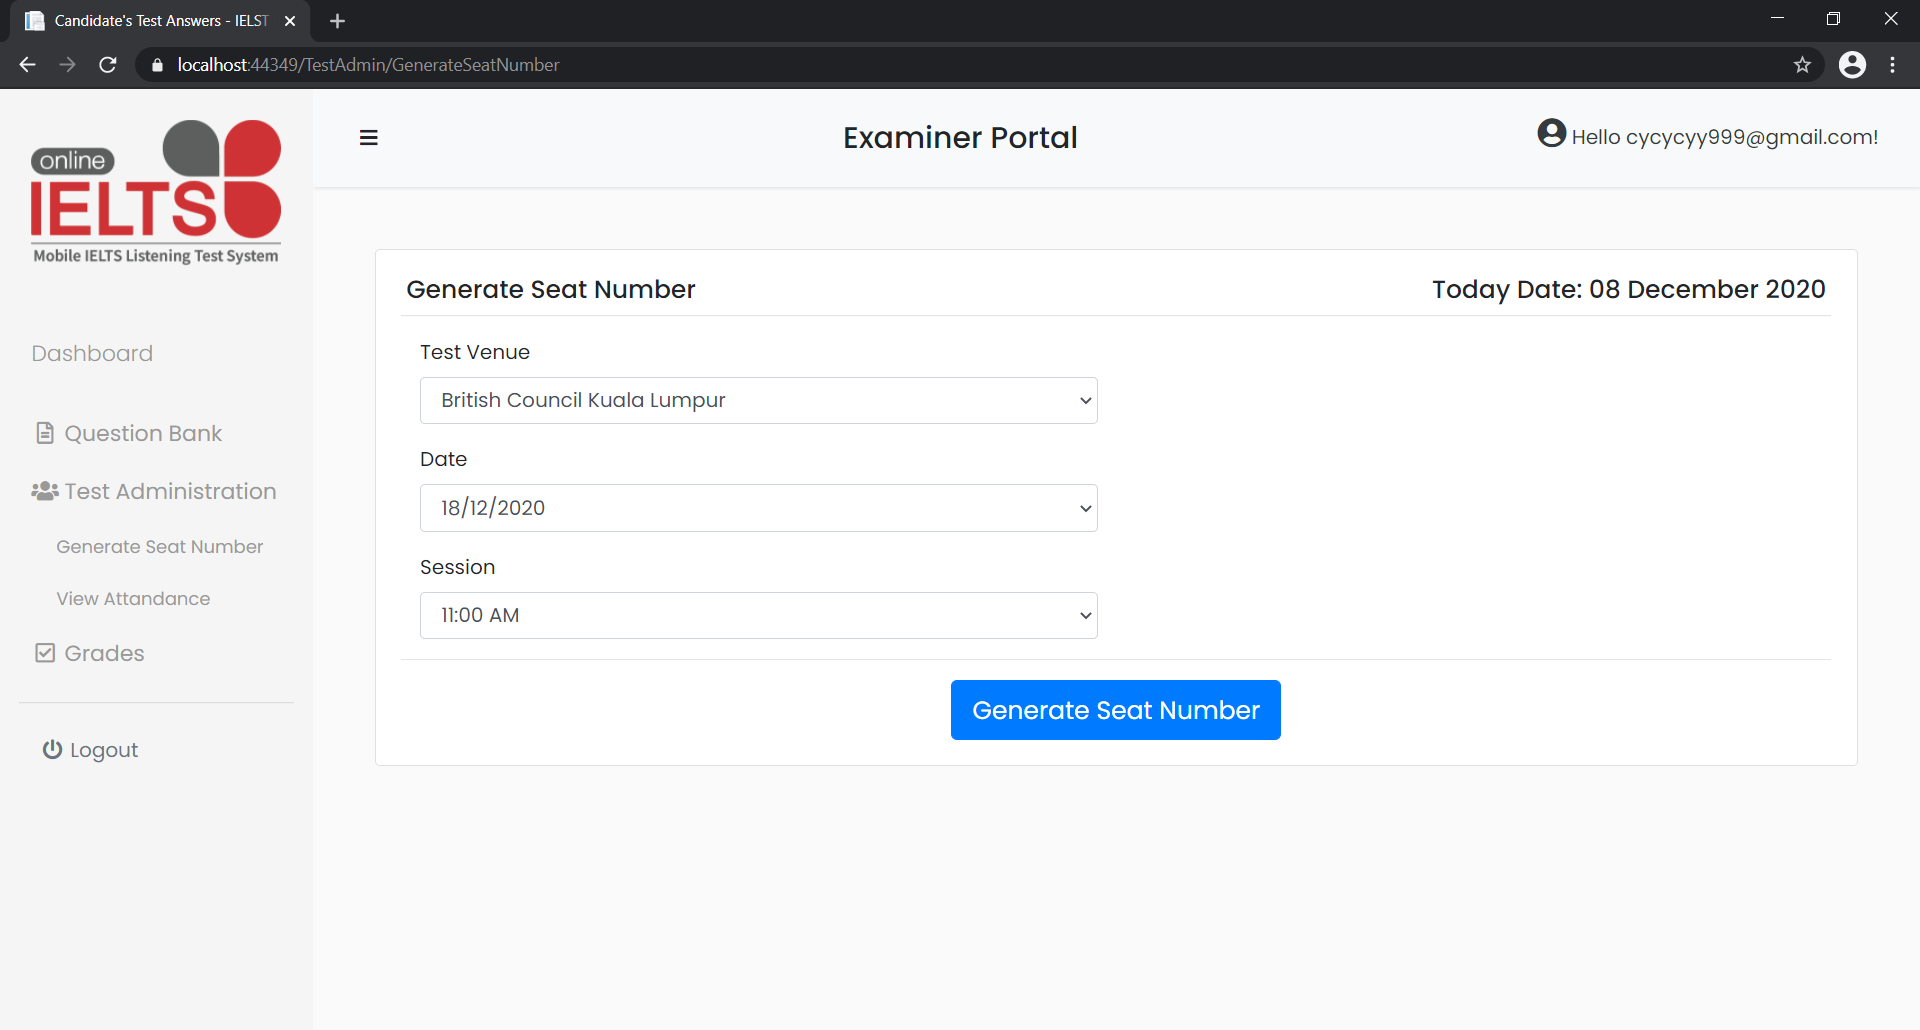 Candidate's Test Answers - IELST
localhost:44349/TestAdmin/GenerateSeatNumber
online
IELTS
Mobile IELTS Listening Test System
Examiner Portal
Hello cycycyy999@gmail.com!
Dashboard
Question Bank
Test Administration
Generate Seat Number
View Attandance
Grades
Logout
Generate Seat Number
Today Date: 08 December 2020
Test Venue
British Council Kuala Lumpur
Date
18/12/2020
Session
11:00 AM
Generate Seat Number